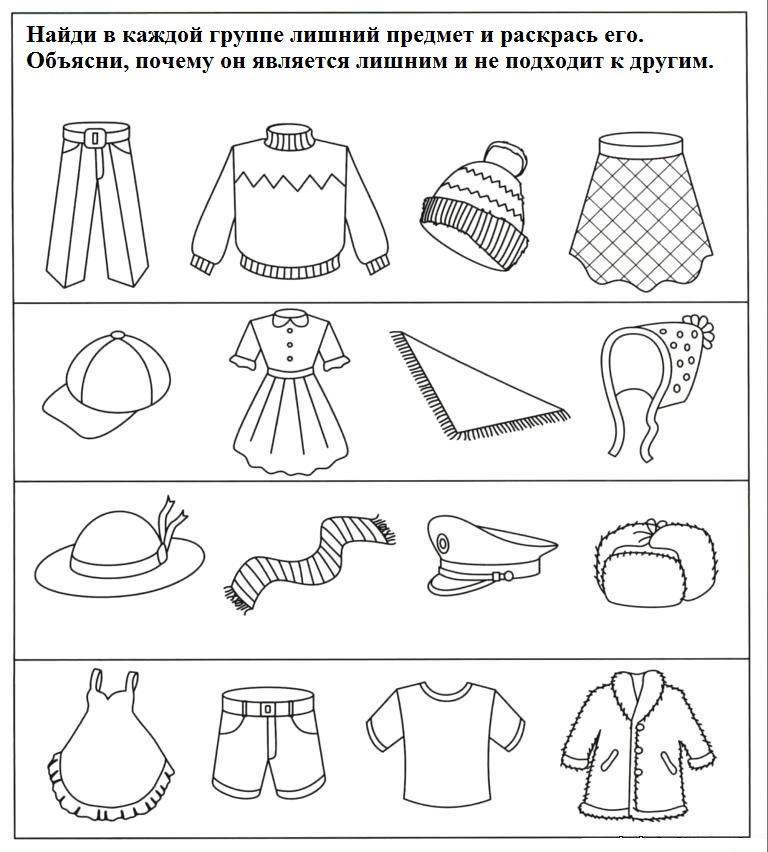 Найди в каждой группе лишний предмет и раскрась его.
Объясни, почему он является лишним и не подходит к другим.